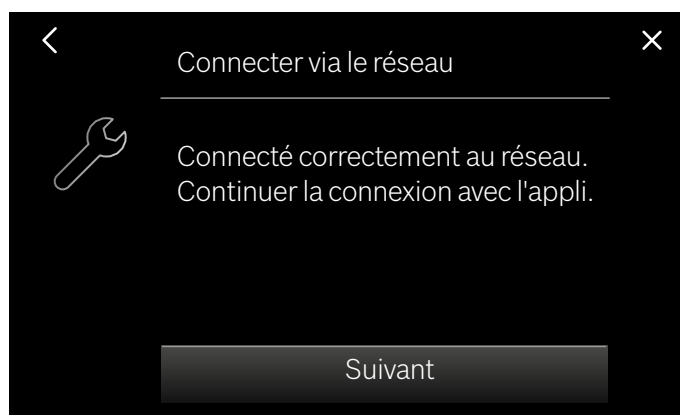 Connecter via le réseau
Connecté correctement au réseau.
Continuer la connexion avec l'appli.
Suivant